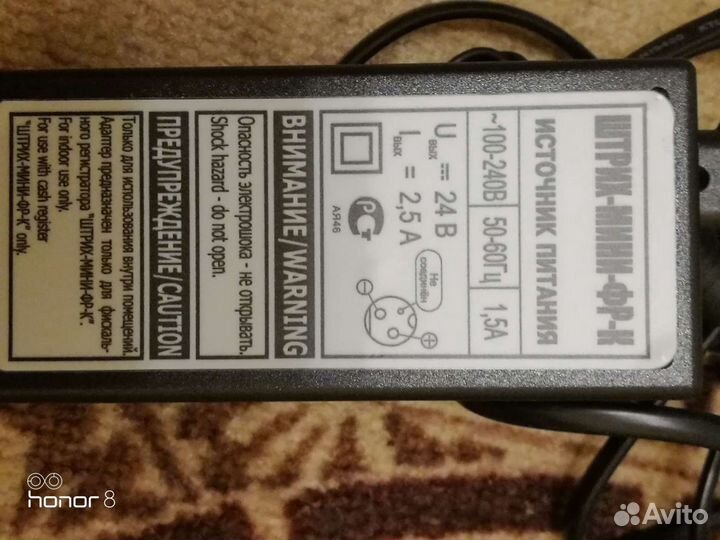 ШТРИХ-МИНИ-ФР-К
ИСТОЧНИК ПИТАНИЯ
~100-240В 50-60Гц 1,5А
U вых = 24 В
I вых = 2,5 А
РСТ
АЯ46
Не соединён
ВНИМАНИЕ/WARNING
Опасность электрошока - не открывать.
Shock hazard - do not open.
ПРЕДУПРЕЖДЕНИЕ/CAUTION
Только для использования внутри помещений.
Адаптер предназначен только для фискаль-
ного регистратора "ШТРИХ-МИНИ-ФР-К".
For indoor use only.
For use with cash register
"ШТРИХ-МИНИ-ФР-К" only.
honor 8
Avito